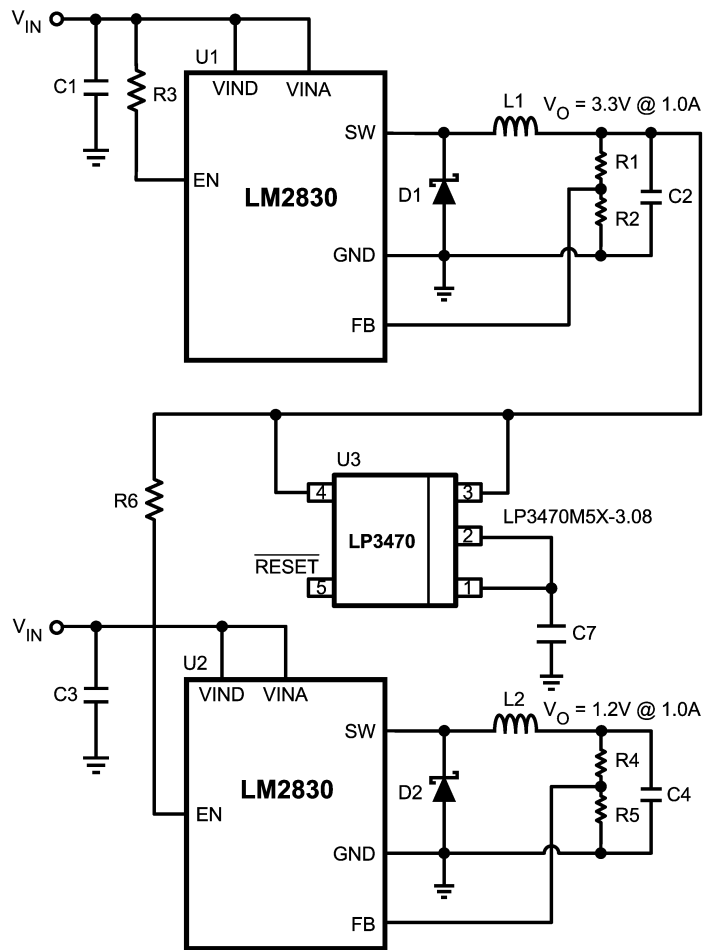 VIN
U1
C1
R3
VIND VINA
L1
VO = 3.3V @ 1.0A
SW
R1
EN
LM2830
D1
C2
R2
GND
FB
U3
R6
4
3
LP3470M5X-3.08
2
LP3470
RESET
5
1
VIN
C7
U2
C3
VIND VINA
L2
VO = 1.2V @ 1.0A
SW
R4
LM2830
D2
C4
EN
R5
GND
FB